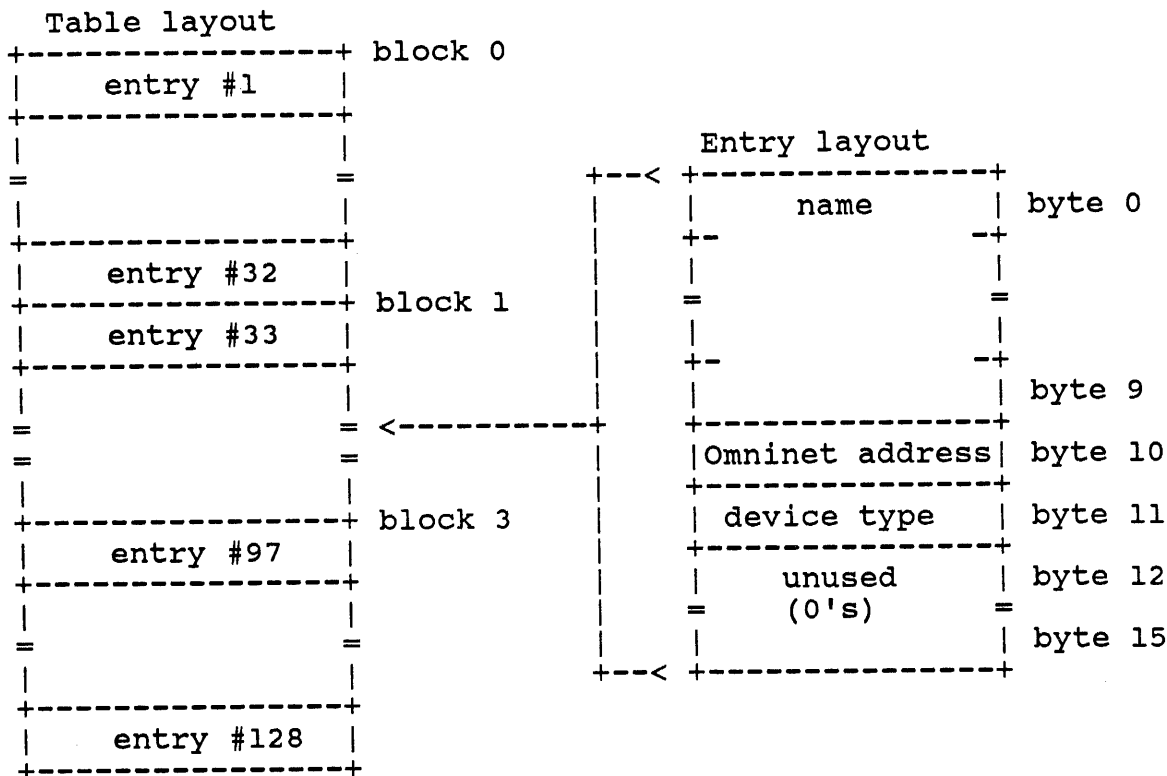 Table layout
block 0
entry #1
entry #32
block 1
entry #33
block 3
entry #97
entry #128
Entry layout
name
byte 0
byte 9
Omninet address
byte 10
device type
byte 11
unused
byte 12
(0's)
byte 15